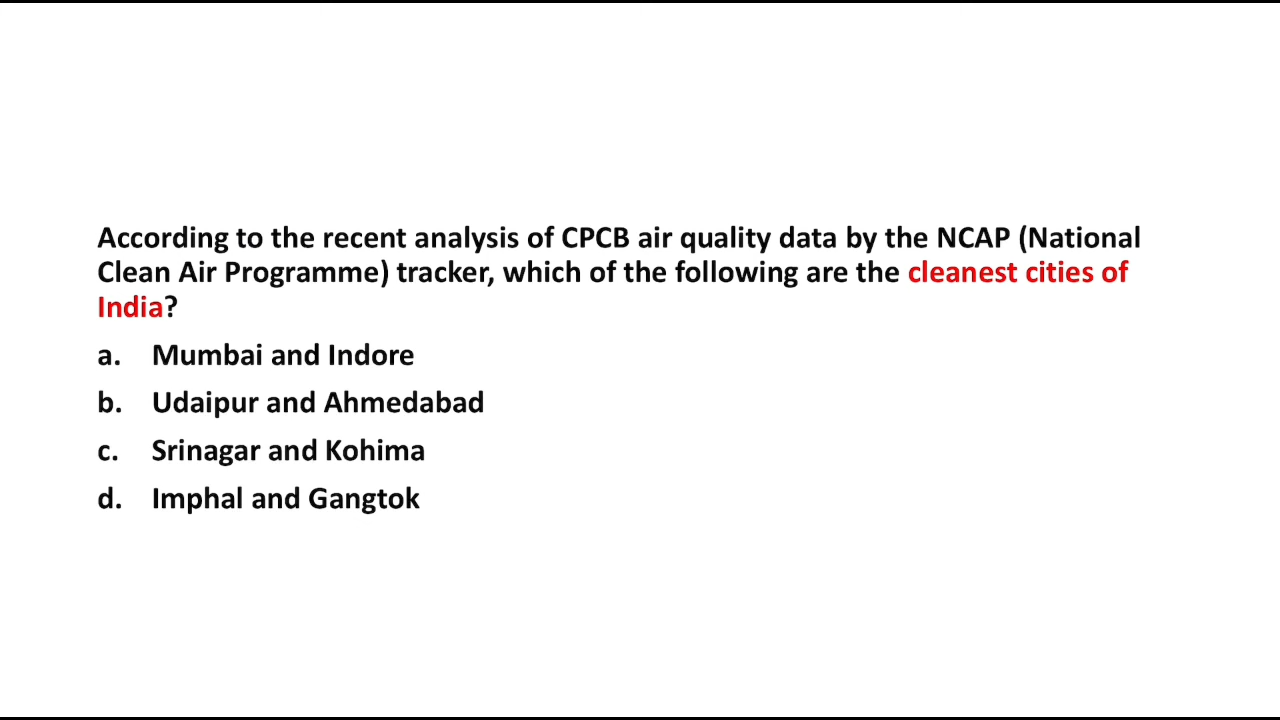 According to the recent analysis of CPCB air quality data by the NCAP (National
Clean Air Programme) tracker, which of the following are the cleanest cities of
India?
a. Mumbai and Indore
b. Udaipur and Ahmedabad
c. Srinagar and Kohima
d. Imphal and Gangtok